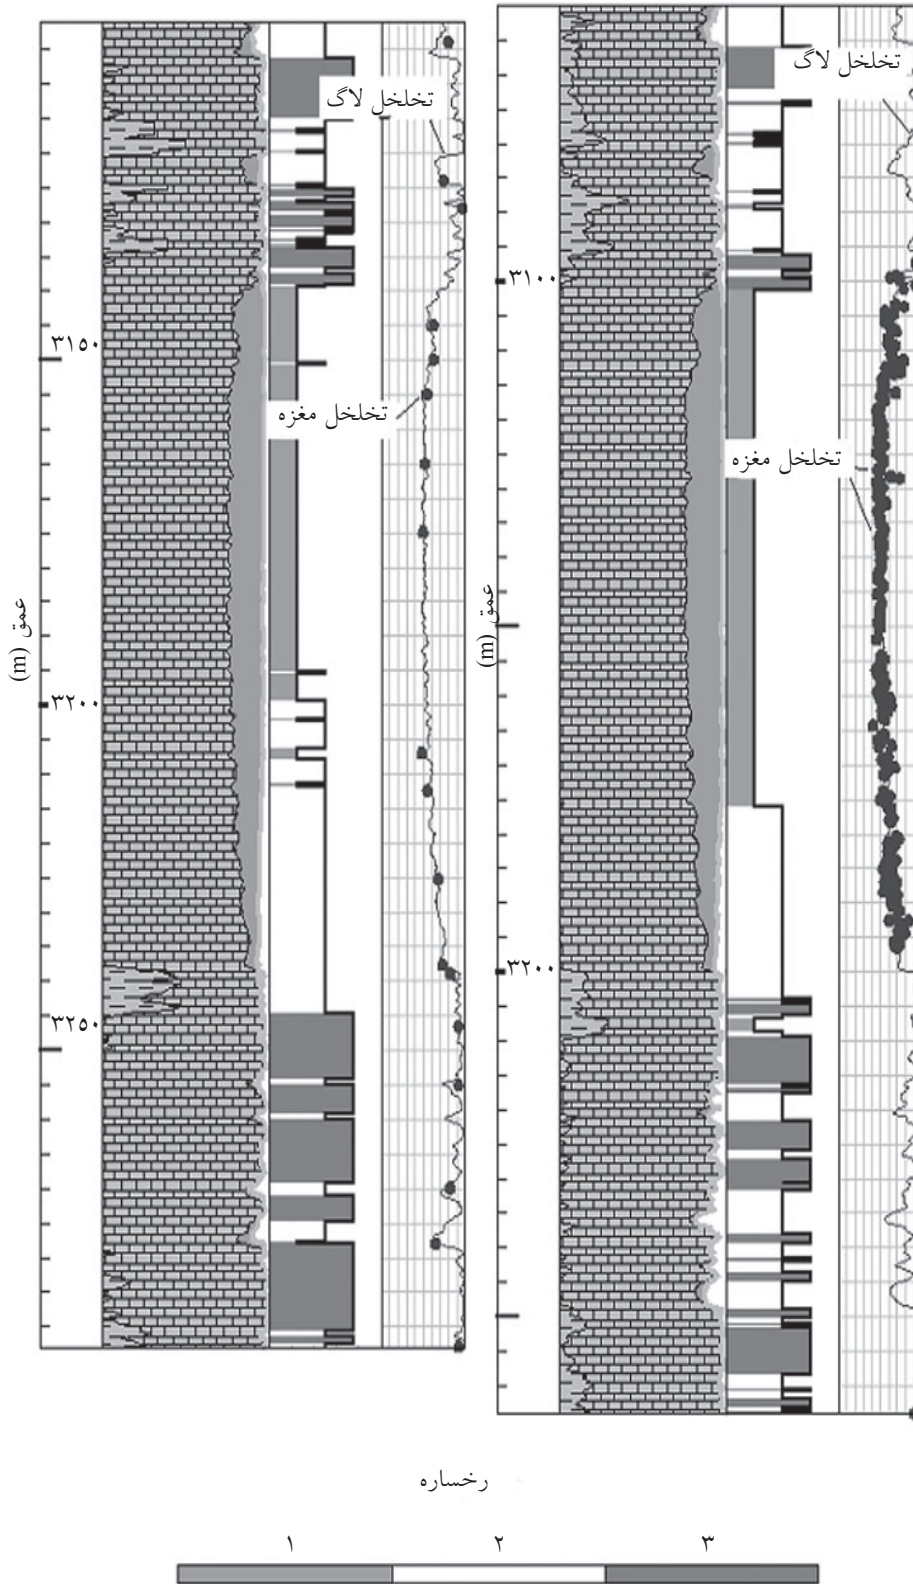 تخلخل لاگ
۳۱۵۰
تخلخل مغزه
عمق (m)
۳۲۰۰
۳۲۵۰
تخلخل لاگ
۳۱۰۰
تخلخل مغزه
عمق (m)
۳۲۰۰
رخساره
۱ ۲ ۳